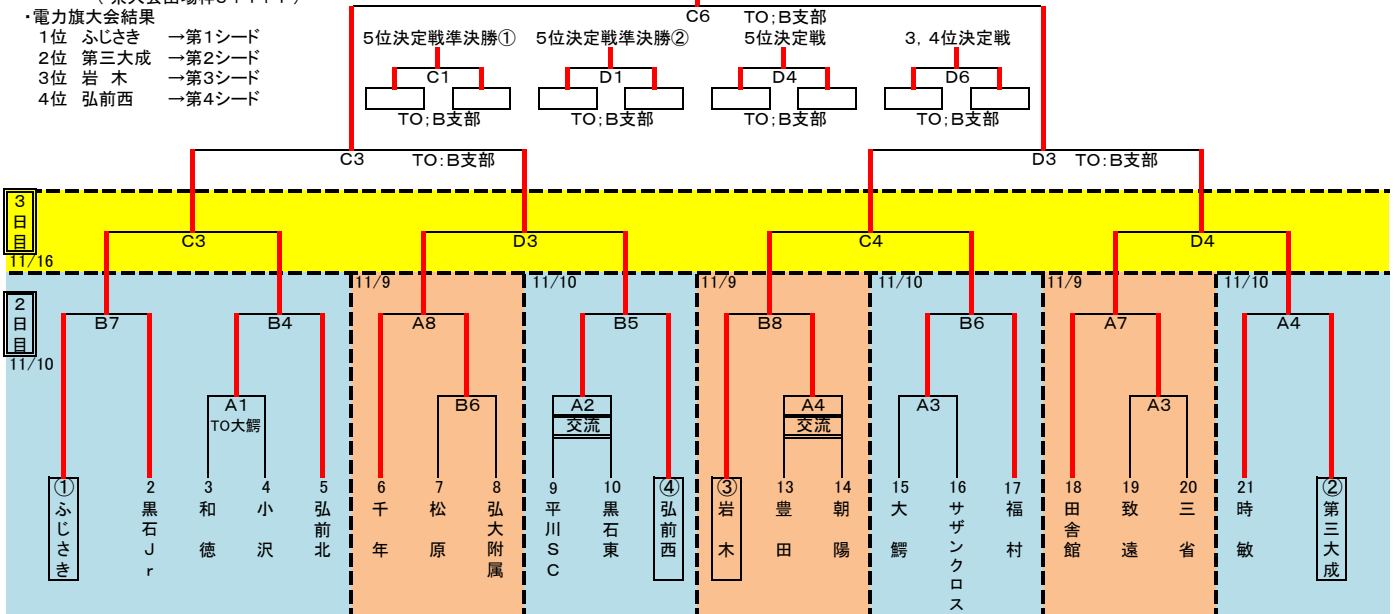 ・電力旗大会結果
1位 ふじさき →第1シード
2位 第三大成 →第2シード
3位 岩 木 →第3シード
4位 弘前西 →第4シード
C6 TO;B支部
5位決定戦準決勝① 5位決定戦準決勝② 5位決定戦 3,4位決定戦
C1 D1 D4 D6
TO;B支部 TO;B支部 TO;B支部 TO;B支部
C3 TO:B支部 D3 TO:B支部
3日目
11/16
C3 D3 C4 D4
11/9 11/10 11/9 11/10 11/9 11/10
2日目
11/10
B7 B4 A8 B5 B8 B6 A7 A4
A1 B6 A2 A4 A3 A3
TO大鰐 交流 交流
① ふじさき
2 黒石Jr
3 和 徳
4 小 沢
5 弘前北
6 千 年
7 松 原
8 弘大附属
9 平川SC
10 黒石東
④ 弘前西
③ 岩 木
13 豊 田
14 朝 陽
15 大 鰐
16 サザンクロス
17 福 村
18 田舎館
19 致 遠
20 三 省
21 時 敏
② 第三大成